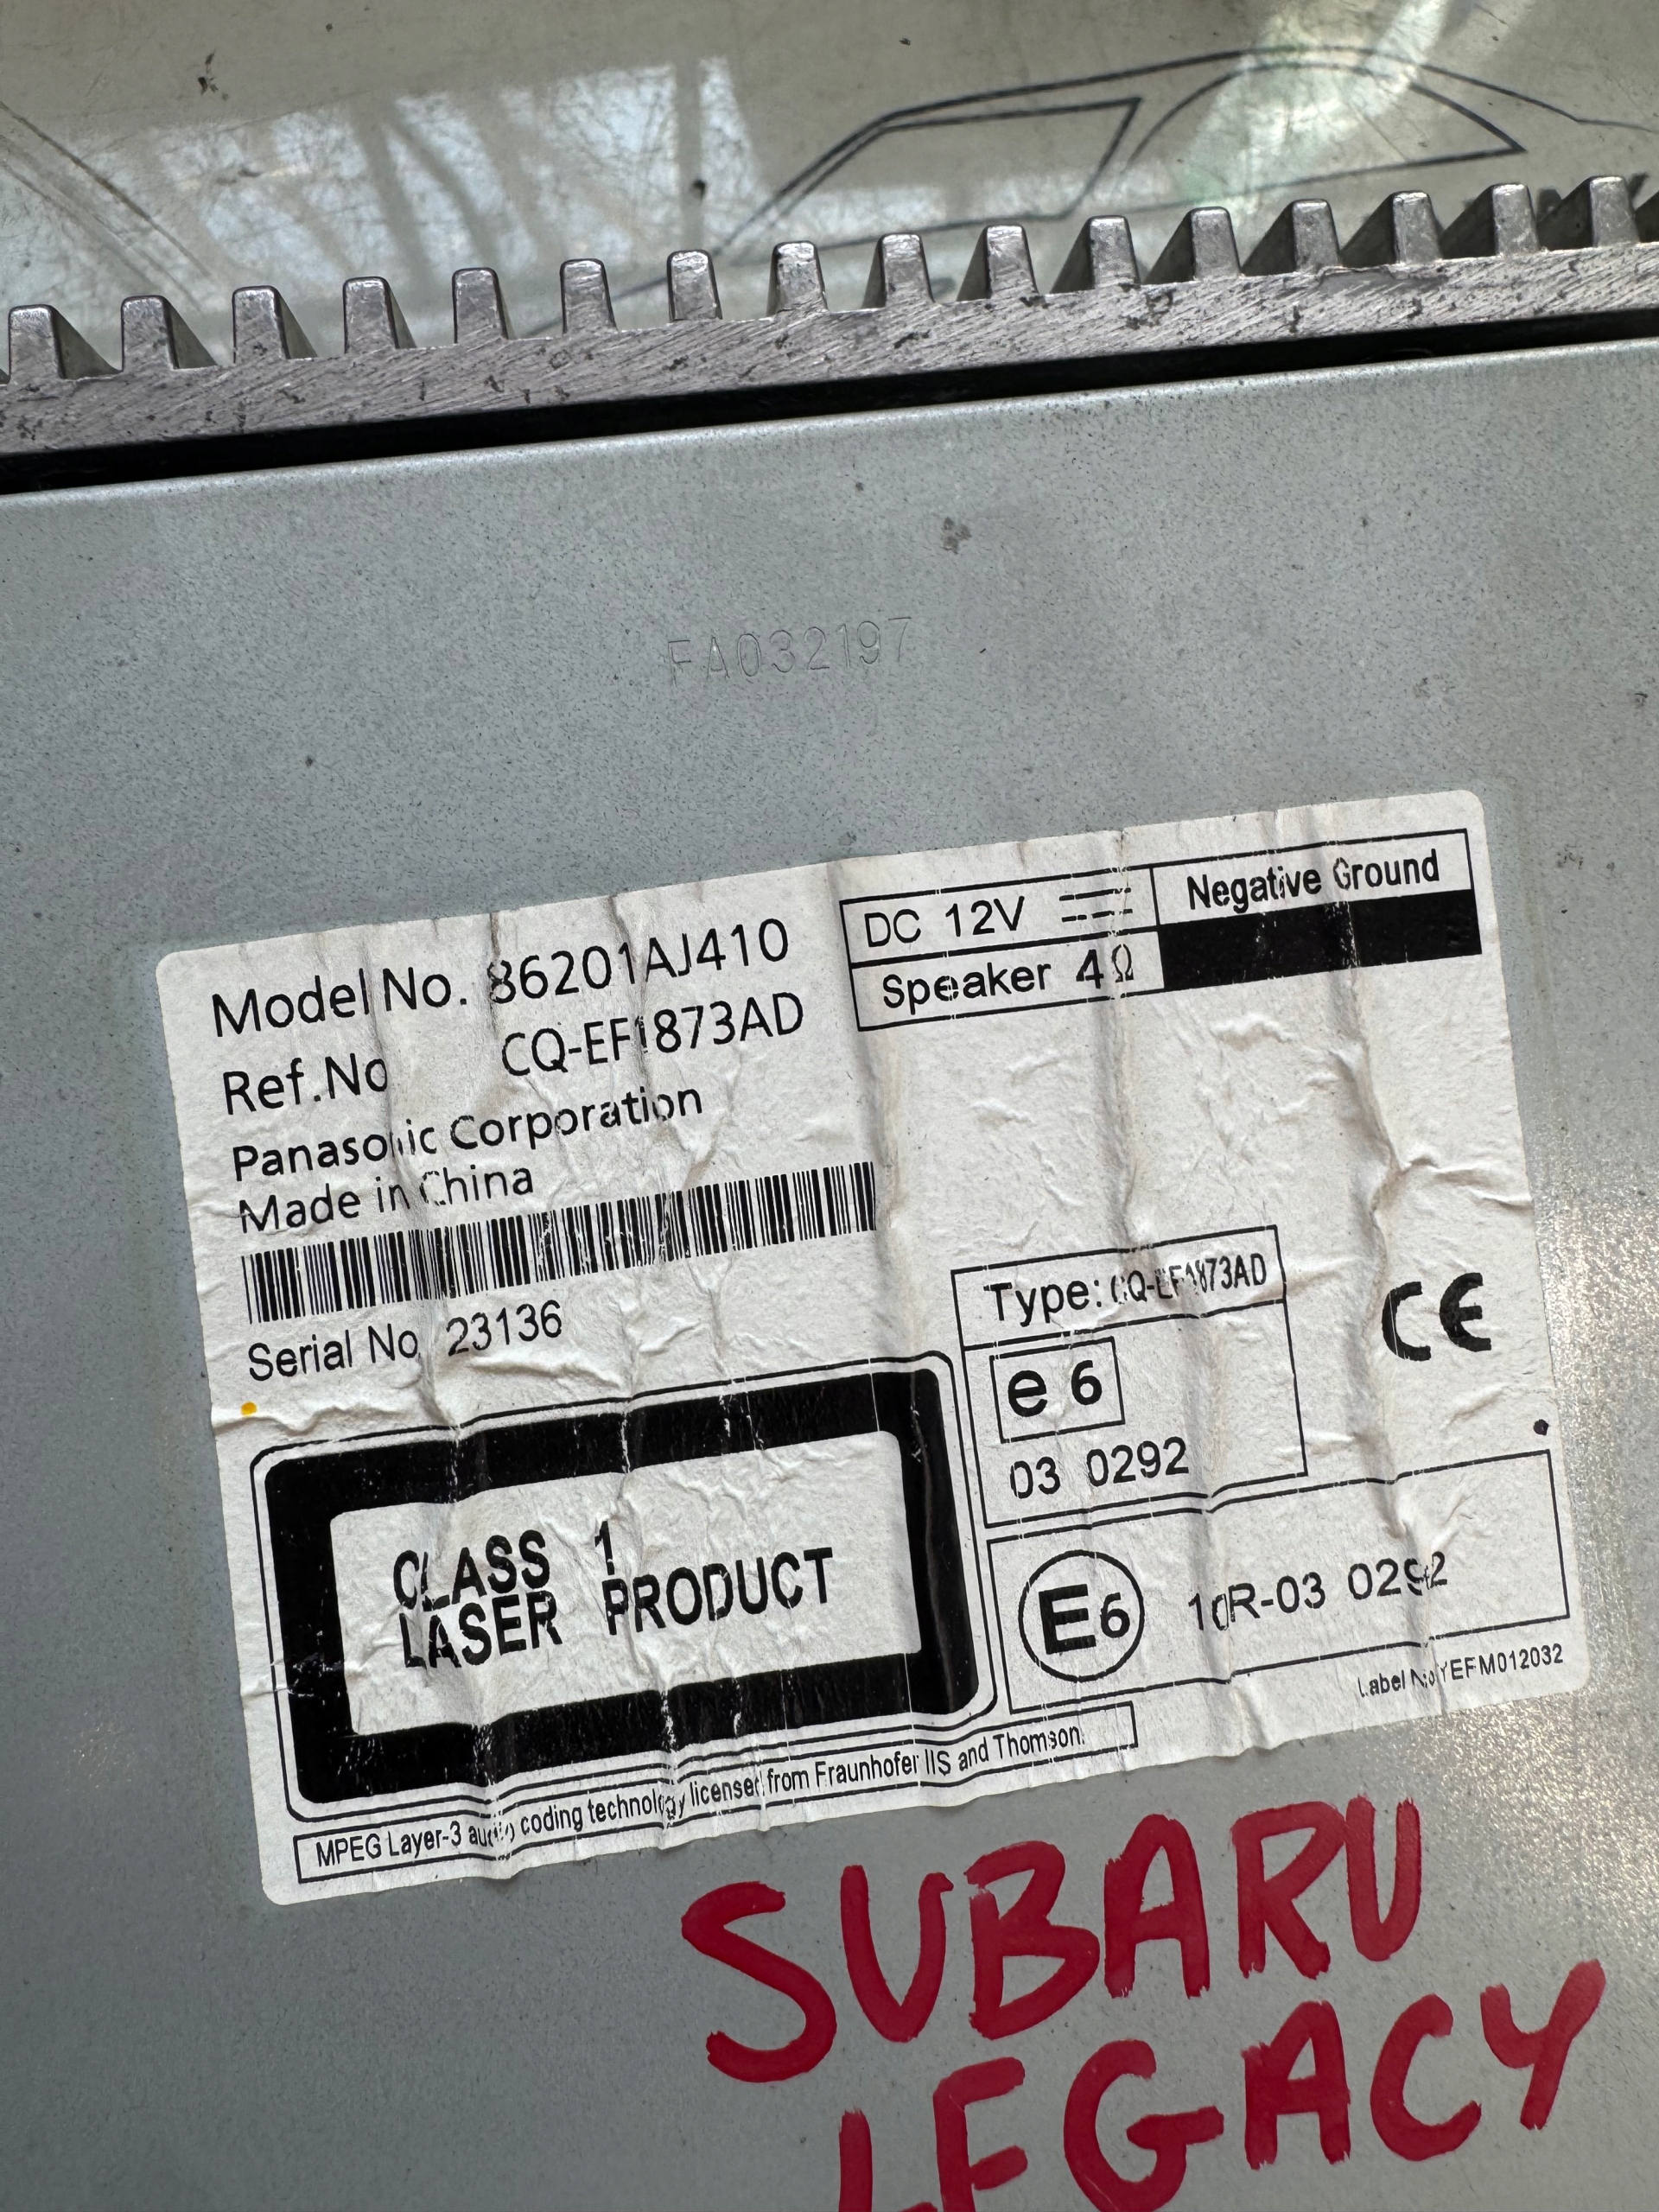 FA032197
Model No. 86201AJ410
Ref.No CQ-EF1873AD
Panasonic Corporation
Made in China
Serial No 23136
DC 12V Negative Ground
Speaker 4Ω
Type: CQ-EF1873AD
e 6
03 0292
CE
E6 10R-03 0292
Label No YEFM012032
CLASS 1
LASER PRODUCT
MPEG Layer-3 audio coding technology licensed from Fraunhofer IIS and Thomson.
SUBARU
LEGACY